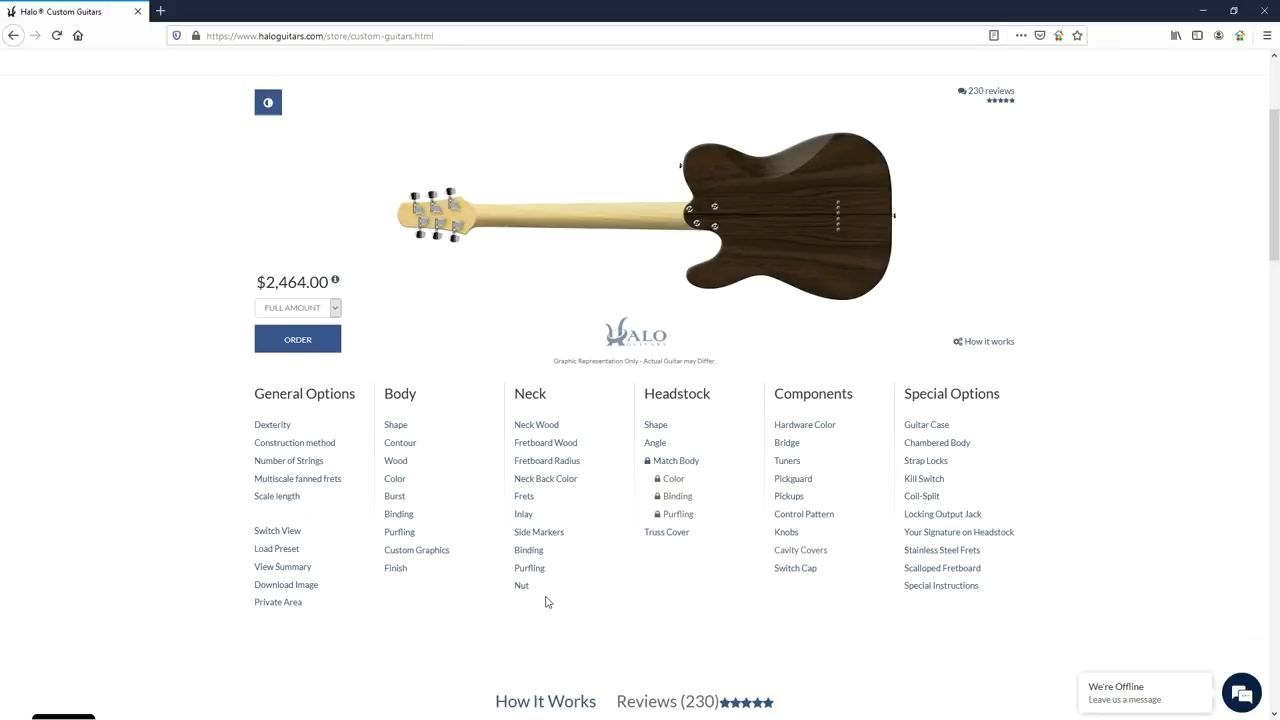 Halo® Custom Guitars
https://www.haloguitars.com/store/custom-guitars.html
230 reviews
$2,464.00
FULL AMOUNT
ORDER
HALO
GUITARS
Graphic Representation Only - Actual Guitar may Differ.
How it works
General Options
Dexterity
Construction method
Number of Strings
Multiscale fanned frets
Scale length
Switch View
Load Preset
View Summary
Download Image
Private Area
Body
Shape
Contour
Wood
Color
Burst
Binding
Purfling
Custom Graphics
Finish
Neck
Neck Wood
Fretboard Wood
Fretboard Radius
Neck Back Color
Frets
Inlay
Side Markers
Binding
Purfling
Nut
Headstock
Shape
Angle
Match Body
Color
Binding
Purfling
Truss Cover
Components
Hardware Color
Bridge
Tuners
Pickguard
Pickups
Control Pattern
Knobs
Cavity Covers
Switch Cap
Special Options
Guitar Case
Chambered Body
Strap Locks
Kill Switch
Coil-Split
Locking Output Jack
Your Signature on Headstock
Stainless Steel Frets
Scalloped Fretboard
Special Instructions
How It Works
Reviews (230)
We're Offline
Leave us a message